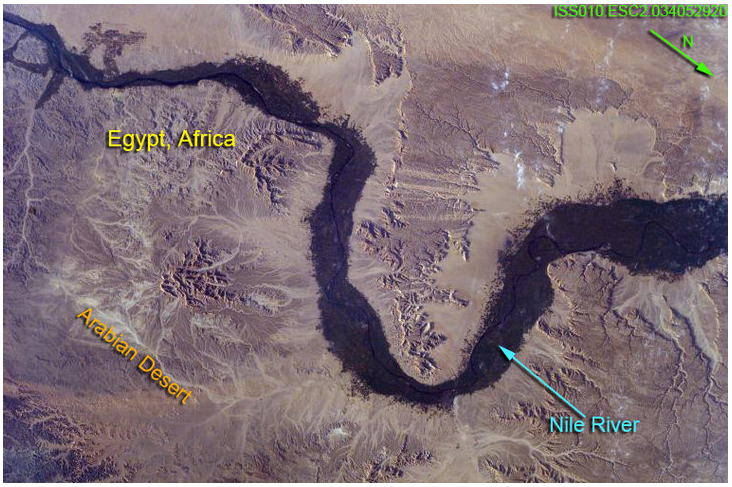 ISS010.ESC2.034052920
N
Egypt, Africa
Arabian Desert
Nile River